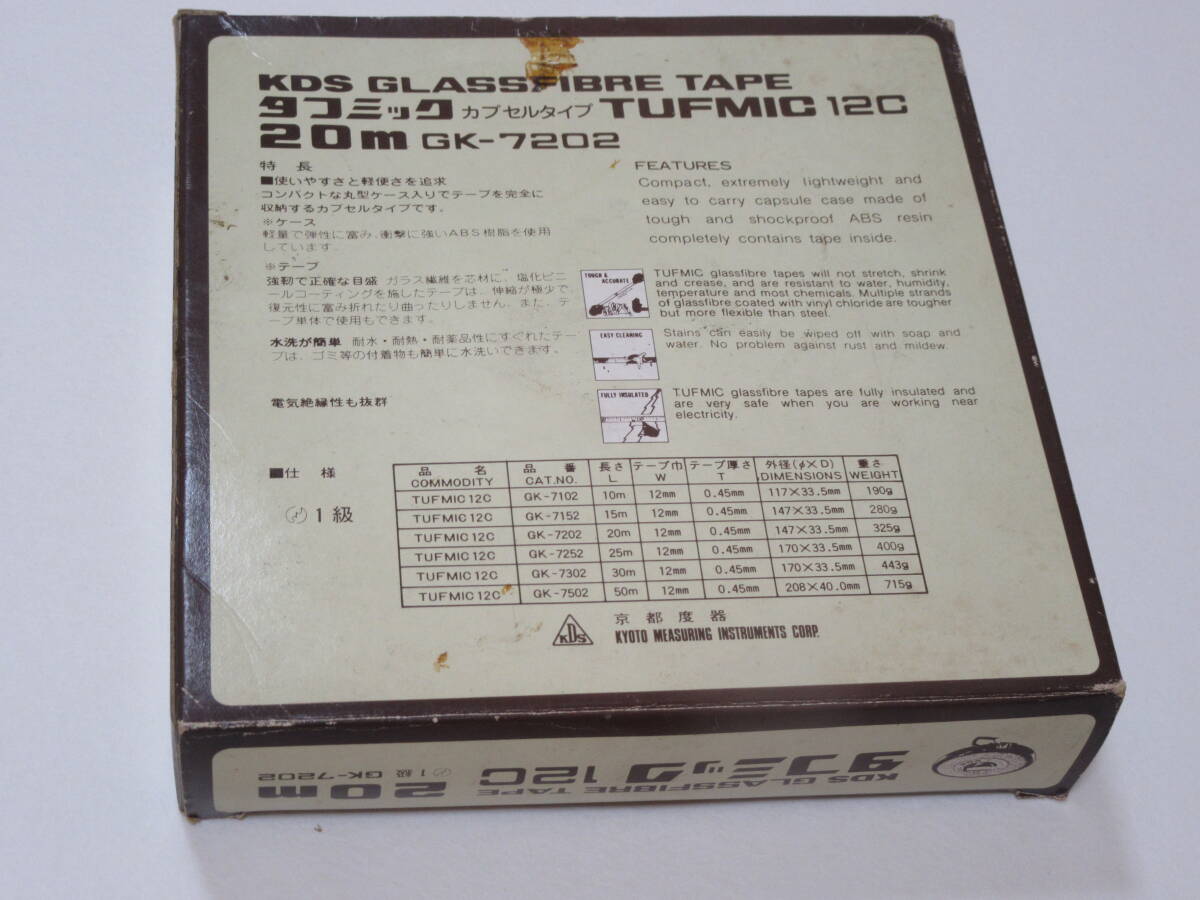 KDS GLASSFIBRE TAPE
タフミック カプセルタイプ TUFMIC 12C
20m GK-7202
特長
■使いやすさと軽便さを追求
コンパクトな丸型ケース入りでテープを完全に
収納するカプセルタイプです。
※ケース
軽量で弾性に富み、衝撃に強いABS樹脂を使用
しています。
※テープ
強靭で正確な目盛 ガラス繊維を芯材に、塩化ビニ
ールコーティングを施したテープは、伸縮が極少で、
復元性に富み折れたり曲ったりしません。また、テ
ープ単体で使用もできます。
水洗が簡単 耐水・耐熱・耐薬品性にすぐれたテー
プは、ゴミ等の付着物も簡単に水洗いできます。
電気絶縁性も抜群
FEATURES
Compact, extremely lightweight and
easy to carry capsule case made of
tough and shockproof ABS resin
completely contains tape inside.
TOUGH &
ACCURATE
TUFMIC glassfibre tapes will not stretch, shrink
and crease, and are resistant to water, humidity,
temperature and most chemicals. Multiple strands
of glassfibre coated with vinyl chloride are tougher
but more flexible than steel.
EASY CLEANING
Stains can easily be wiped off with soap and
water. No problem against rust and mildew.
FULLY INSULATED
TUFMIC glassfibre tapes are fully insulated and
are very safe when you are working near
electricity.
■仕様
1級
品名 品番 長さ テープ巾 テープ厚さ 外径(φ×D) 重さ
COMMODITY CAT.NO. L W T DIMENSIONS WEIGHT
TUFMIC12C GK-7102 10m 12mm 0.45mm 117×33.5mm 190g
TUFMIC12C GK-7152 15m 12mm 0.45mm 147×33.5mm 280g
TUFMIC12C GK-7202 20m 12mm 0.45mm 147×33.5mm 325g
TUFMIC12C GK-7252 25m 12mm 0.45mm 170×33.5mm 400g
TUFMIC12C GK-7302 30m 12mm 0.45mm 170×33.5mm 443g
TUFMIC12C GK-7502 50m 12mm 0.45mm 208×40.0mm 715g
KDS
京都度器
KYOTO MEASURING INSTRUMENTS CORP.
KDS GLASSFIBRE TAPE 1級 GK-7202
タフミック 12C 20m